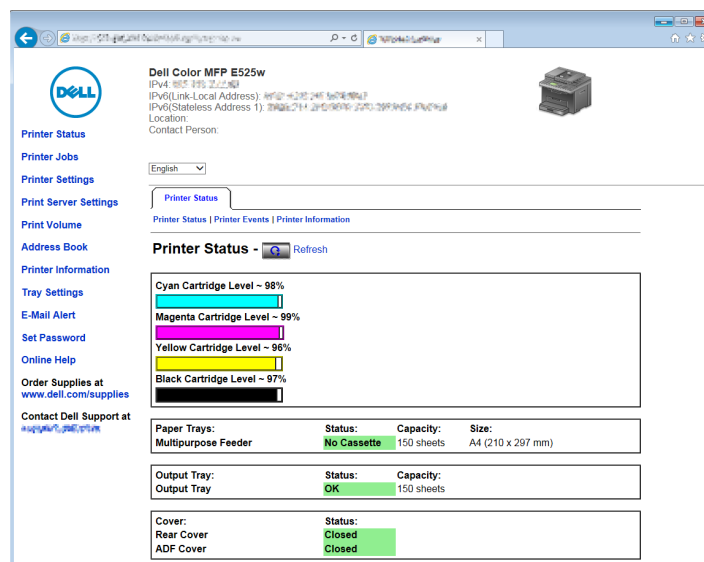 DELL
Dell Color MFP E525w
IPv4:
IPv6(Link-Local Address):
IPv6(Stateless Address 1):
Location:
Contact Person:
English
Printer Status
Printer Jobs
Printer Settings
Print Server Settings
Print Volume
Address Book
Printer Information
Tray Settings
E-Mail Alert
Set Password
Online Help
Order Supplies at
www.dell.com/supplies
Contact Dell Support at
Printer Status
Printer Status | Printer Events | Printer Information
Printer Status - Refresh
Cyan Cartridge Level ~ 98%
Magenta Cartridge Level ~ 99%
Yellow Cartridge Level ~ 96%
Black Cartridge Level ~ 97%
Paper Trays: Status: Capacity: Size:
Multipurpose Feeder No Cassette 150 sheets A4 (210 x 297 mm)
Output Tray: Status: Capacity:
Output Tray OK 150 sheets
Cover: Status:
Rear Cover Closed
ADF Cover Closed